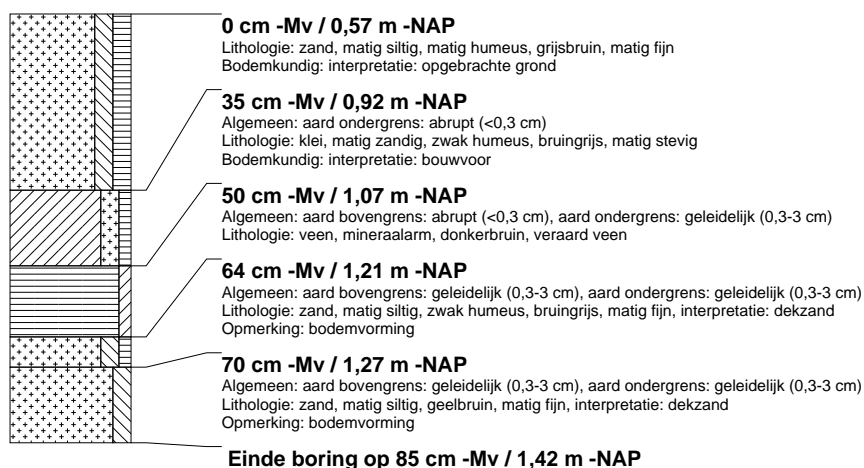 0 cm -Mv / 0,57 m -NAP
Lithologie: zand, matig siltig, matig humeus, grijsbruin, matig fijn
Bodemkundig: interpretatie: opgebrachte grond
35 cm -Mv / 0,92 m -NAP
Algemeen: aard ondergrens: abrupt (<0,3 cm)
Lithologie: klei, matig zandig, zwak humeus, bruingrijs, matig stevig
Bodemkundig: interpretatie: bouwvoor
50 cm -Mv / 1,07 m -NAP
Algemeen: aard bovengrens: abrupt (<0,3 cm), aard ondergrens: geleidelijk (0,3-3 cm)
Lithologie: veen, mineraalarm, donkerbruin, veraard veen
64 cm -Mv / 1,21 m -NAP
Algemeen: aard bovengrens: geleidelijk (0,3-3 cm), aard ondergrens: geleidelijk (0,3-3 cm)
Lithologie: zand, matig siltig, zwak humeus, bruingrijs, matig fijn, interpretatie: dekzand
Opmerking: bodemvorming
70 cm -Mv / 1,27 m -NAP
Algemeen: aard bovengrens: geleidelijk (0,3-3 cm), aard ondergrens: geleidelijk (0,3-3 cm)
Lithologie: zand, matig siltig, geelbruin, matig fijn, interpretatie: dekzand
Opmerking: bodemvorming
Einde boring op 85 cm -Mv / 1,42 m -NAP